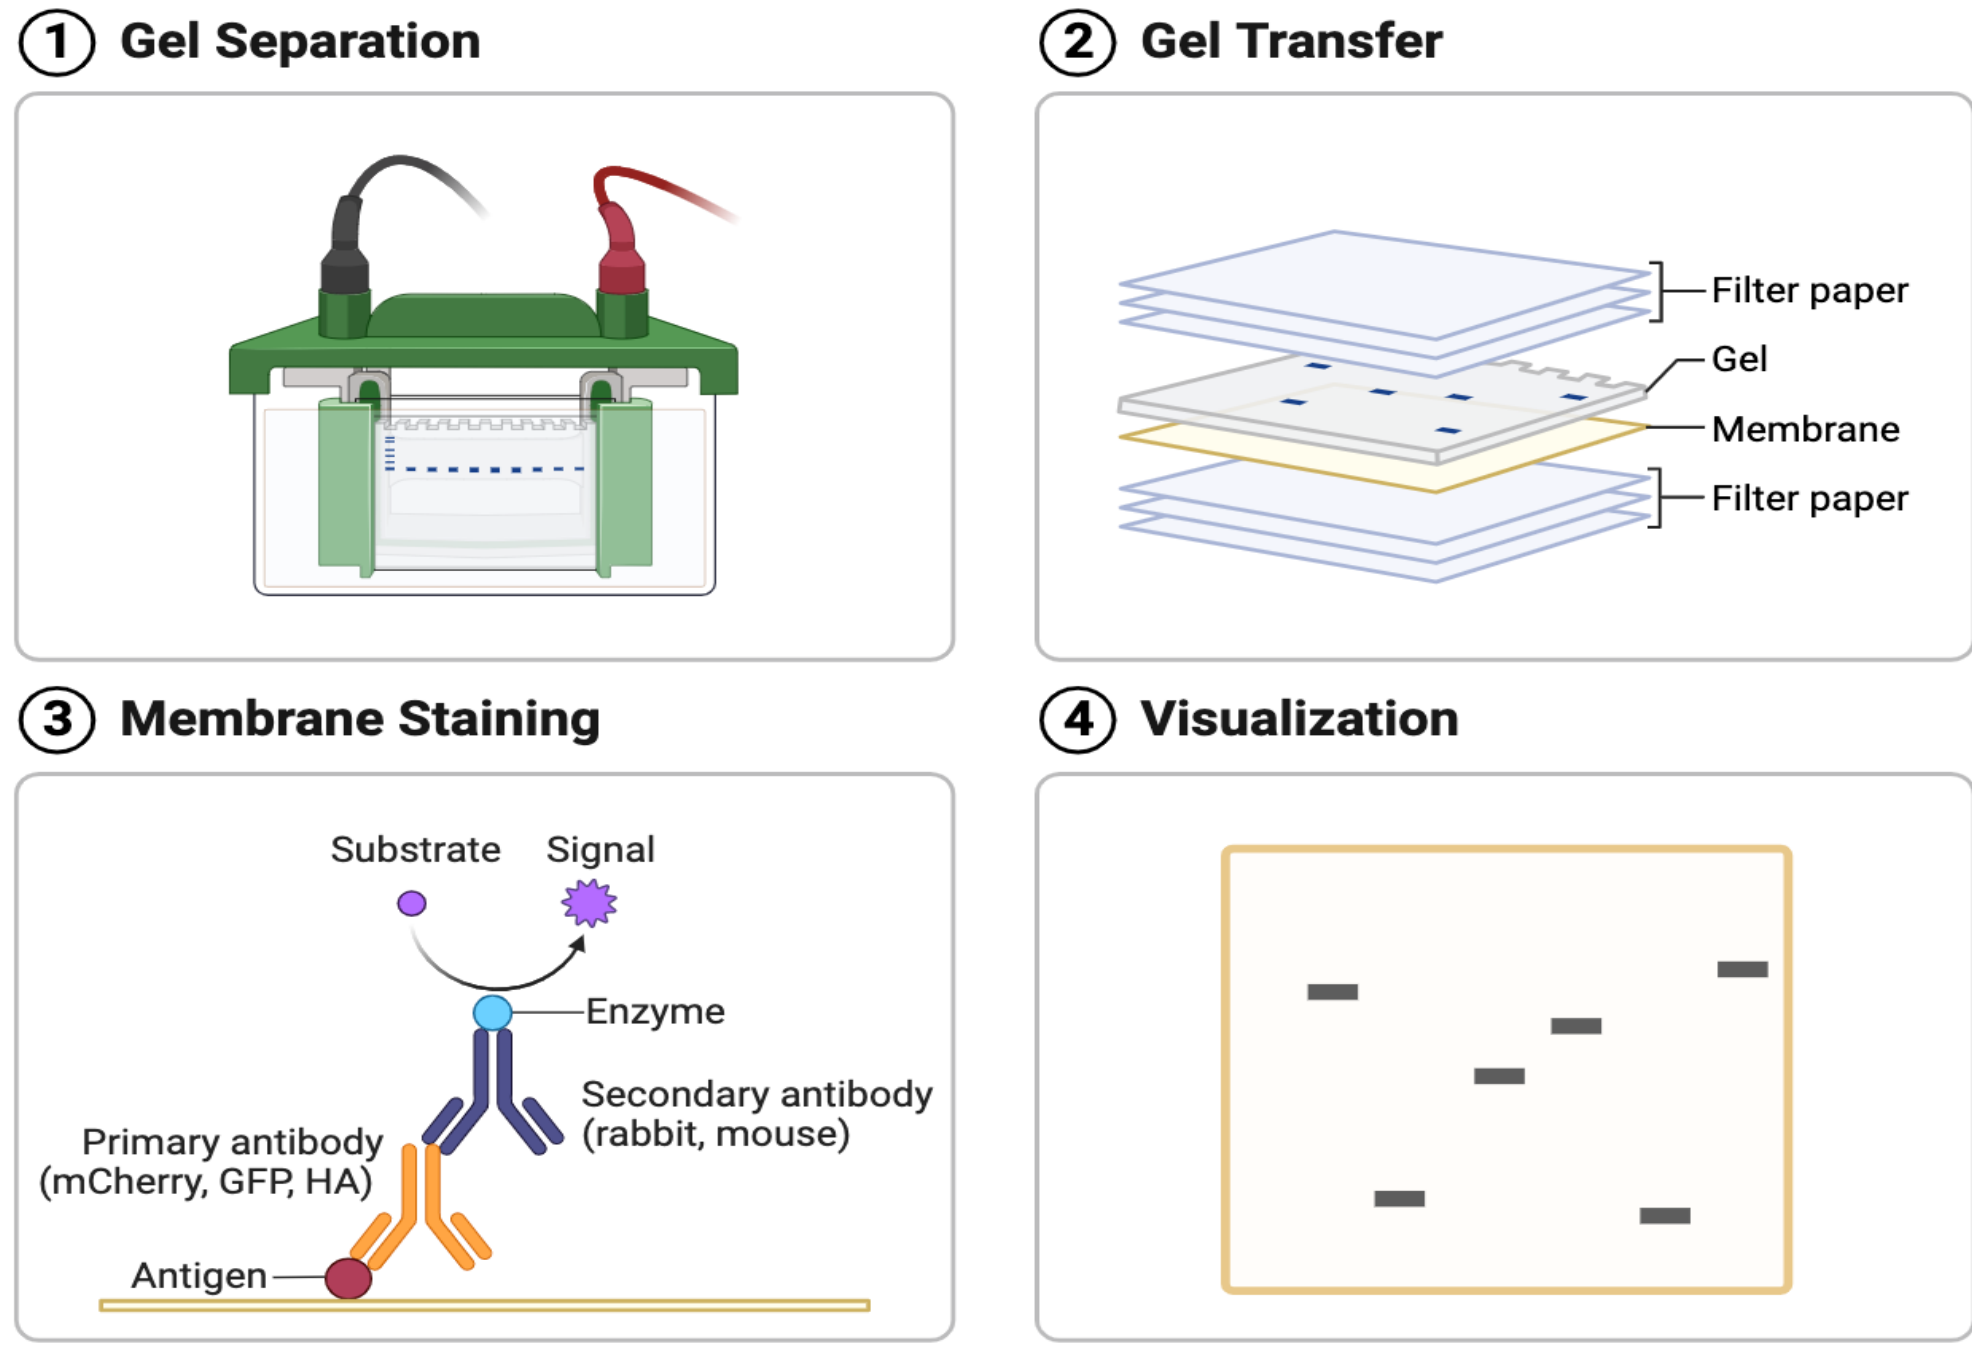 1 Gel Separation
2 Gel Transfer
Filter paper
Gel
Membrane
Filter paper
3 Membrane Staining
Substrate Signal
Enzyme
Secondary antibody
(rabbit, mouse)
Primary antibody
(mCherry, GFP, HA)
Antigen
4 Visualization